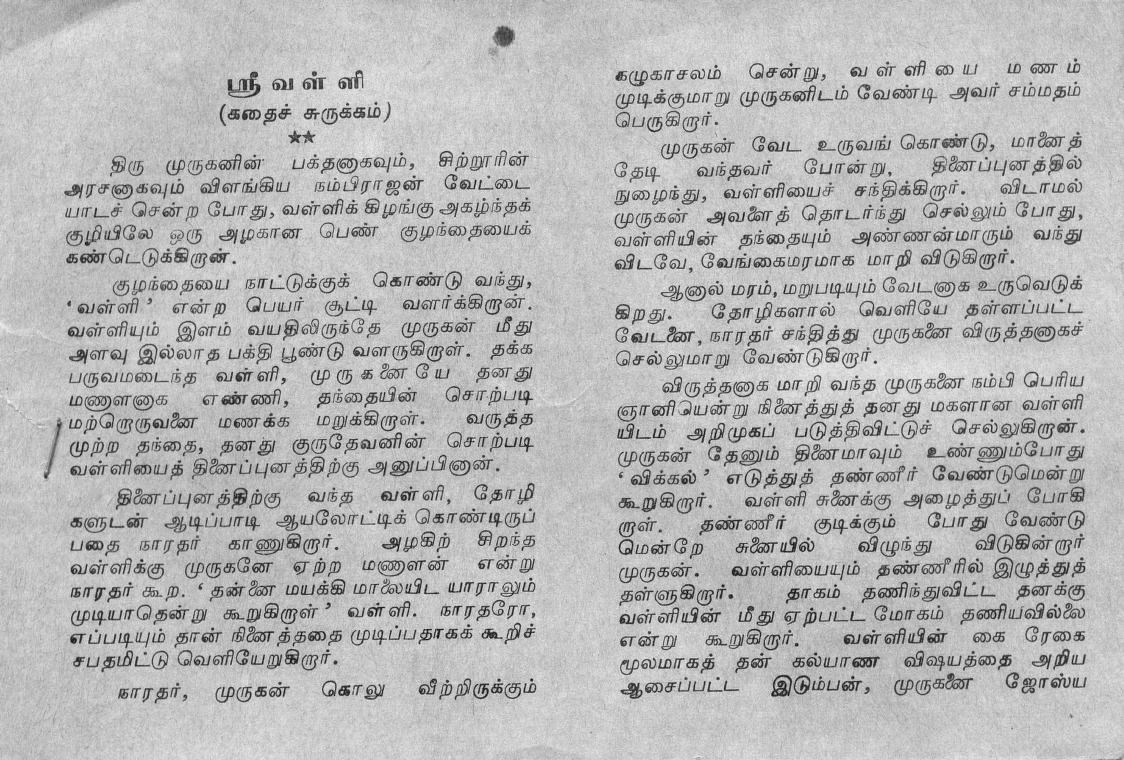 ஸ்ரீ வள்ளி
(கதைச் சுருக்கம்)
★★
திரு முருகனின் பக்தனாகவும், சிற்றூரின்
அரசனாகவும் விளங்கிய நம்பிராஜன் வேட்டை
யாடச் சென்ற போது, வள்ளிக் கிழங்கு அகழ்ந்தக்
குழியிலே ஒரு அழகான பெண் குழந்தையைக்
கண்டெடுக்கிறான்.
குழந்தையை நாட்டுக்குக் கொண்டு வந்து,
‘வள்ளி’ என்ற பெயர் சூட்டி வளர்க்கிறான்.
வள்ளியும் இளம் வயதிலிருந்தே முருகன் மீது
அளவு இல்லாத பக்தி பூண்டு வளருகிறாள். தக்க
பருவமடைந்த வள்ளி, முருகனையே தனது
மணாளனாக எண்ணி, தந்தையின் சொற்படி
மற்றொருவனை மணக்க மறுக்கிறாள். வருத்த
முற்ற தந்தை, தனது குருதேவனின் சொற்படி
வள்ளியைத் தினைப்புனத்திற்கு அனுப்பினான்.
தினைப்புனத்திற்கு வந்த வள்ளி, தோழி
களுடன் ஆடிப்பாடி ஆயலோட்டிக் கொண்டிருப்
பதை நாரதர் காணுகிறார். அழகிற் சிறந்த
வள்ளிக்கு முருகனே ஏற்ற மணாளன் என்று
நாரதர் கூற. ‘தன்னை மயக்கி மாலையிட யாராலும்
முடியாதென்று கூறுகிறாள்’ வள்ளி. நாரதரோ,
எப்படியும் தான் நினைத்ததை முடிப்பதாகக் கூறிச்
சபதமிட்டு வெளியேறுகிறார்.
நாரதர், முருகன் கொலு வீற்றிருக்கும்
கழுகாசலம் சென்று, வள்ளியை மணம்
முடிக்குமாறு முருகனிடம் வேண்டி அவர் சம்மதம்
பெருகிறார்.
முருகன் வேட உருவங் கொண்டு, மானைத்
தேடி வந்தவர் போன்று, தினைப்புனத்தில்
நுழைந்து, வள்ளியைச் சந்திக்கிறார். விடாமல்
முருகன் அவளைத் தொடர்ந்து செல்லும் போது,
வள்ளியின் தந்தையும் அண்ணன்மாரும் வந்து
விடவே, வேங்கைமரமாக மாறி விடுகிறார்.
ஆனால் மரம், மறுபடியும் வேடனாக உருவெடுக்
கிறது. தோழிகளால் வெளியே தள்ளப்பட்ட
வேடனை, நாரதர் சந்தித்து முருகனை விருத்தனாகச்
செல்லுமாறு வேண்டுகிறார்.
விருத்தனாக மாறி வந்த முருகனை நம்பி பெரிய
ஞானியென்று நினைத்துத் தனது மகளான வள்ளி
யிடம் அறிமுகப் படுத்திவிட்டுச் செல்லுகிறான்.
முருகன் தேனும் தினைமாவும் உண்ணும்போது
‘விக்கல்’ எடுத்துத் தண்ணீர் வேண்டுமென்று
கூறுகிறார். வள்ளி சுனைக்கு அழைத்துப் போகி
றாள். தண்ணீர் குடிக்கும் போது வேண்டு
மென்றே சுனையில் விழுந்து விடுகின்றார்
முருகன். வள்ளியையும் தண்ணீரில் இழுத்துத்
தள்ளுகிறார். தாகம் தணிந்துவிட்ட தனக்கு
வள்ளியின் மீது ஏற்பட்ட மோகம் தணியவில்லை
என்று கூறுகிறார். வள்ளியின் கை ரேகை
மூலமாகத் தன் கல்யாண விஷயத்தை அறிய
ஆசைப்பட்ட இடும்பன், முருகனை ஜோஸ்ய